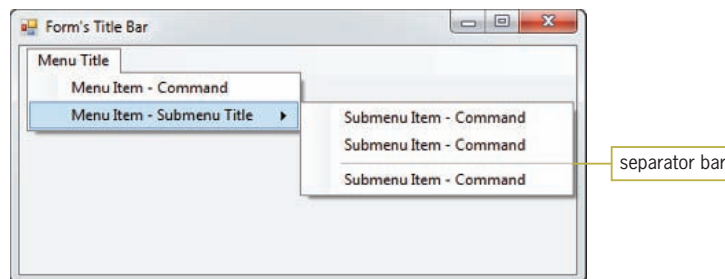 Form's Title Bar
Menu Title
Menu Item - Command
Menu Item - Submenu Title
Submenu Item - Command
Submenu Item - Command
separator bar
Submenu Item - Command